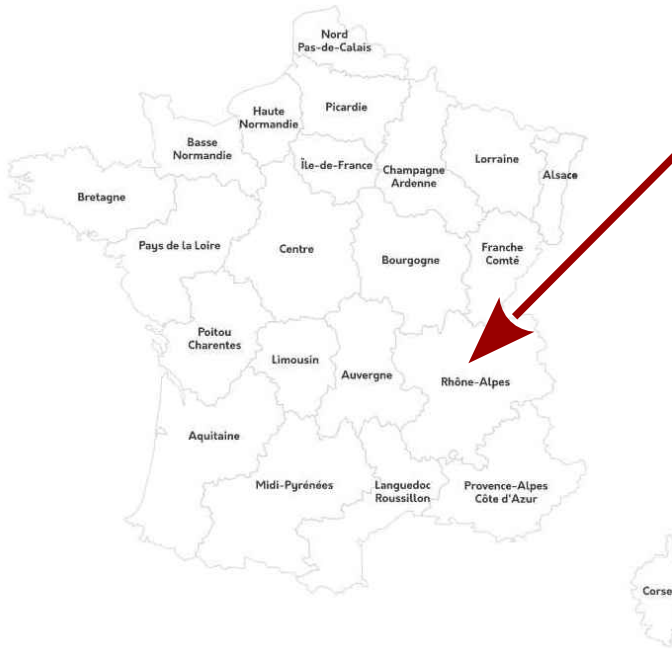 Nord
Pas-de-Calais
Haute
Normandie
Picardie
Basse
Normandie
Île-de-France
Champagne
Ardenne
Lorraine
Alsace
Bretagne
Pays de la Loire
Centre
Bourgogne
Franche
Comté
Poitou
Charentes
Limousin
Auvergne
Rhône-Alpes
Aquitaine
Midi-Pyrénées
Languedoc
Roussillon
Provence-Alpes
Côte d'Azur
Corse